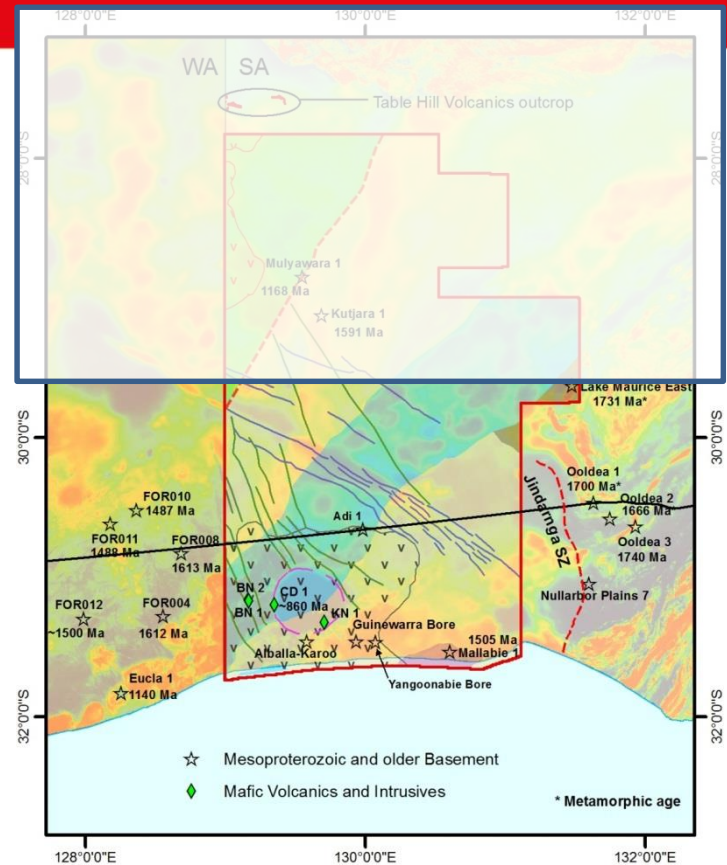 128°0'0"E 130°0'0"E 132°0'0"E
WA SA
Table Hill Volcanics outcrop
28°0'0"S 28°0'0"S
Mulyawara 1
1168 Ma
Kutjara 1
1591 Ma
Lake Maurice East
1731 Ma*
30°0'0"S 30°0'0"S
Ooldea 1
1700 Ma*
Ooldea 2
1666 Ma
Ooldea 3
1740 Ma
Jindarnga SZ
Nullarbor Plains 7
FOR010
1487 Ma
FOR011
1488 Ma
FOR008
1613 Ma
Adi 1
FOR012
~1500 Ma
FOR004
1612 Ma
BN 2
BN 1
CD 1
~860 Ma
KN 1
Guinewarra Bore
Alballa-Karoo
1505 Ma
Mallabie 1
Yangoonabie Bore
Eucla 1
1140 Ma
32°0'0"S 32°0'0"S
Mesoproterozoic and older Basement
Mafic Volcanics and Intrusives
* Metamorphic age
128°0'0"E 130°0'0"E 132°0'0"E